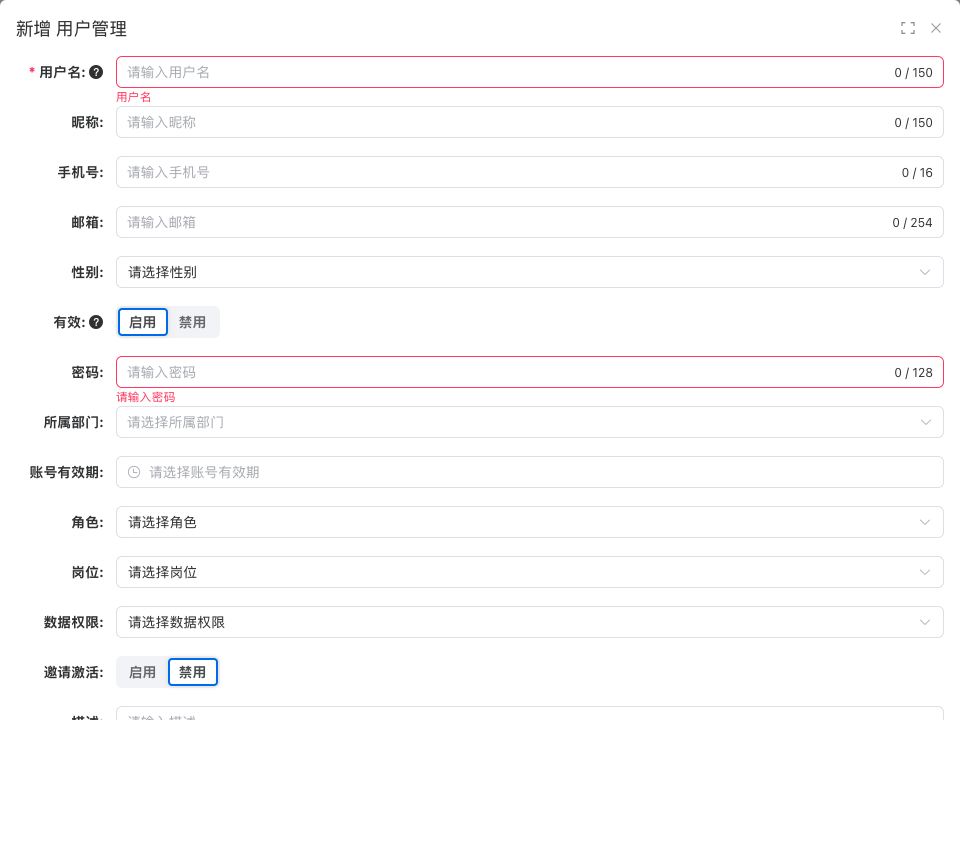 新增 用户管理
* 用户名: ? 请输入用户名 0 / 150
用户名
昵称: 请输入昵称 0 / 150
手机号: 请输入手机号 0 / 16
邮箱: 请输入邮箱 0 / 254
性别: 请选择性别
有效: ? 启用 禁用
密码: 请输入密码 0 / 128
请输入密码
所属部门: 请选择所属部门
账号有效期: 请选择账号有效期
角色: 请选择角色
岗位: 请选择岗位
数据权限: 请选择数据权限
邀请激活: 启用 禁用
描述: 请输入描述